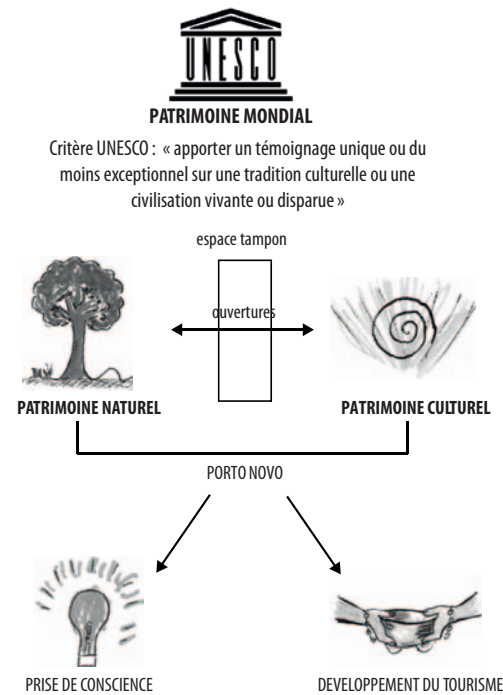 UNESCO
PATRIMOINE MONDIAL
Critère UNESCO : « apporter un témoignage unique ou du
moins exceptionnel sur une tradition culturelle ou une
civilisation vivante ou disparue »
espace tampon
ouvertures
PATRIMOINE NATUREL
PATRIMOINE CULTUREL
PORTO NOVO
PRISE DE CONSCIENCE
DEVELOPPEMENT DU TOURISME